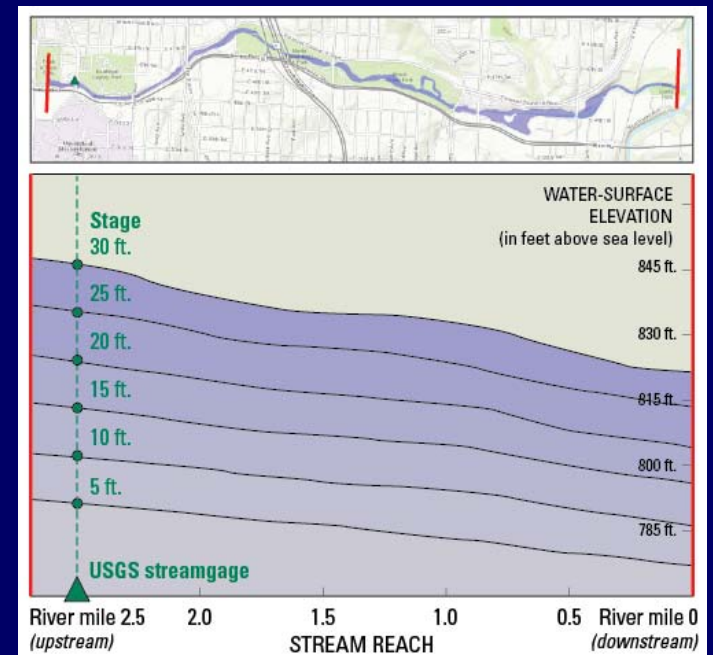 WATER-SURFACE
ELEVATION
(in feet above sea level)
Stage
30 ft.
25 ft.
20 ft.
15 ft.
10 ft.
5 ft.
845 ft.
830 ft.
815 ft.
800 ft.
785 ft.
USGS streamgage
River mile 2.5 2.0 1.5 1.0 0.5 River mile 0
(upstream) STREAM REACH (downstream)